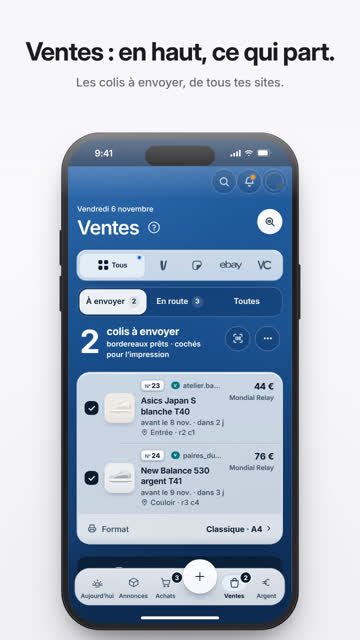 Ventes : en haut, ce qui part.
Les colis à envoyer, de tous tes sites.
9:41
Vendredi 6 novembre
Ventes ?
Tous V ebay VC
À envoyer 2 En route 3 Toutes
2 colis à envoyer
bordereaux prêts · cochés
pour l'impression
N° 23 V atelier.ba... 44 €
Mondial Relay
Asics Japan S
blanche T40
avant le 8 nov. · dans 2 j
Entrée · r2 c1
N° 24 V paires_du... 76 €
Mondial Relay
New Balance 530
argent T41
avant le 9 nov. · dans 3 j
Couloir · r3 c4
Format Classique · A4 >
3 + 2
Aujourd'hui Annonces Achats Ventes Argent